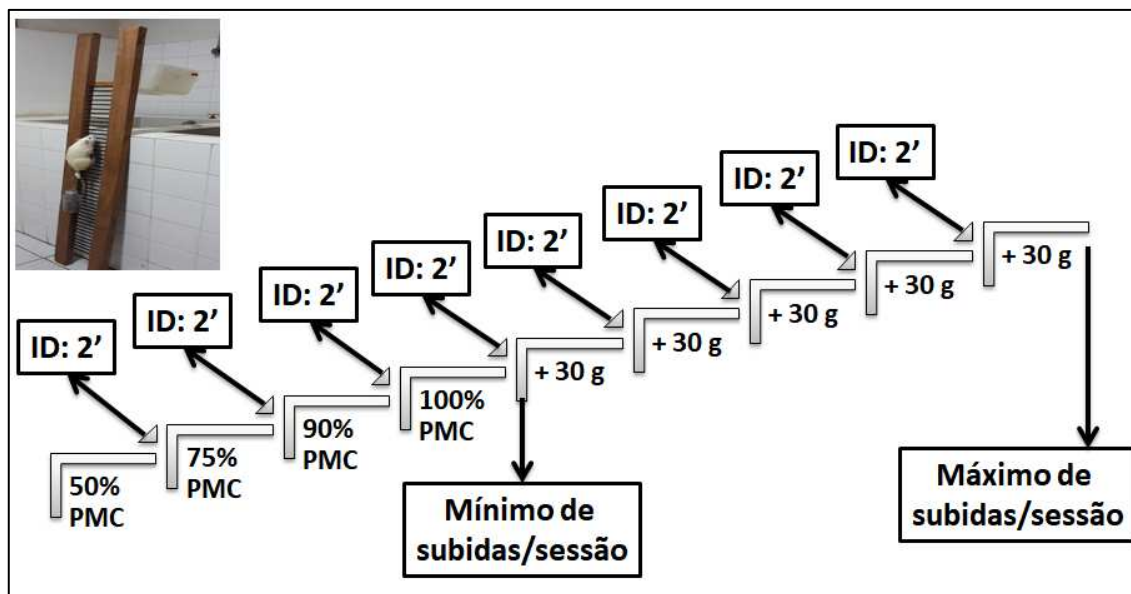 ID: 2’
ID: 2’
ID: 2’
ID: 2’
ID: 2’
ID: 2’
ID: 2’
ID: 2’
50%
PMC
75%
PMC
90%
PMC
100%
PMC
+ 30 g
+ 30 g
+ 30 g
+ 30 g
+ 30 g
Mínimo de
subidas/sessão
Máximo de
subidas/sessão